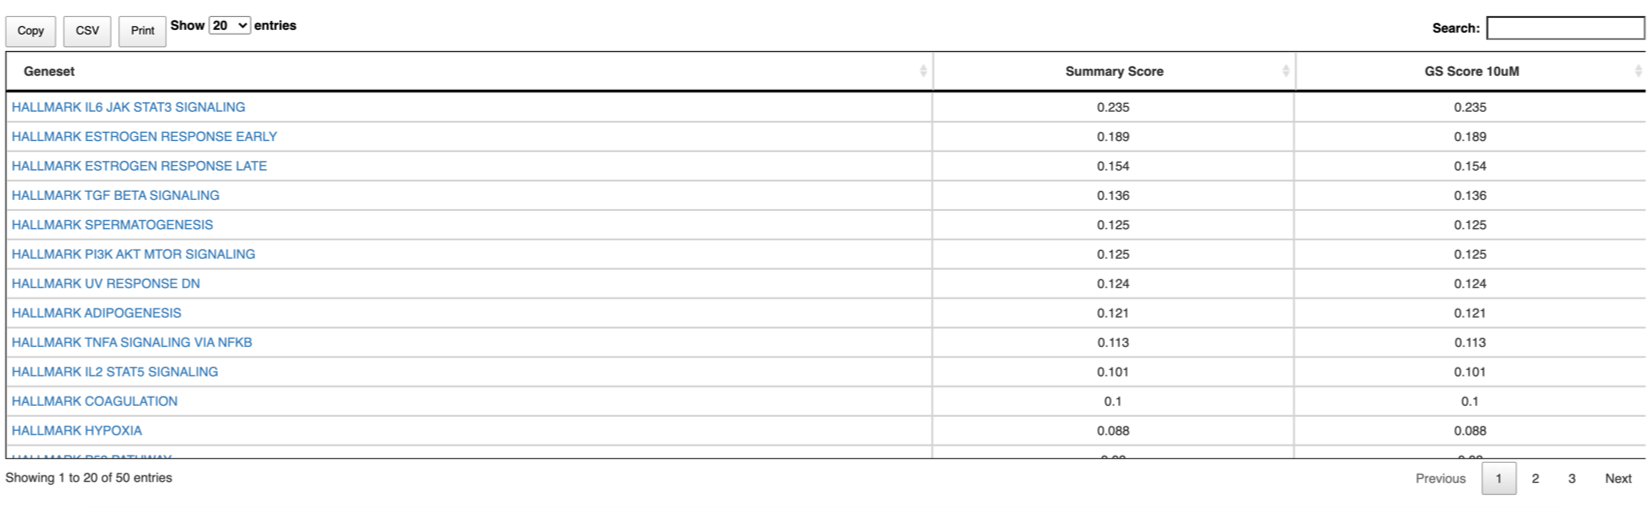 Copy CSV Print Show 20 entries Search:
Geneset Summary Score GS Score 10uM
HALLMARK IL6 JAK STAT3 SIGNALING 0.235 0.235
HALLMARK ESTROGEN RESPONSE EARLY 0.189 0.189
HALLMARK ESTROGEN RESPONSE LATE 0.154 0.154
HALLMARK TGF BETA SIGNALING 0.136 0.136
HALLMARK SPERMATOGENESIS 0.125 0.125
HALLMARK PI3K AKT MTOR SIGNALING 0.125 0.125
HALLMARK UV RESPONSE DN 0.124 0.124
HALLMARK ADIPOGENESIS 0.121 0.121
HALLMARK TNFA SIGNALING VIA NFKB 0.113 0.113
HALLMARK IL2 STAT5 SIGNALING 0.101 0.101
HALLMARK COAGULATION 0.1 0.1
HALLMARK HYPOXIA 0.088 0.088
Showing 1 to 20 of 50 entries Previous 1 2 3 Next